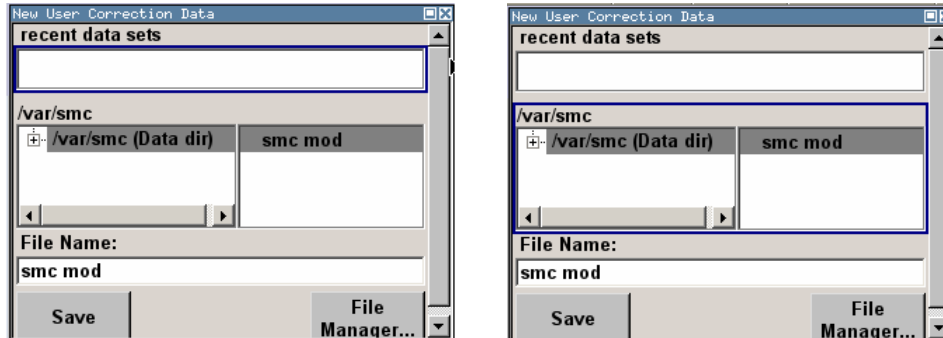 New User Correction Data
recent data sets
/var/smc
/var/smc (Data dir) smc mod
File Name:
smc mod
Save File Manager...
New User Correction Data
recent data sets
/var/smc
/var/smc (Data dir) smc mod
File Name:
smc mod
Save File Manager...